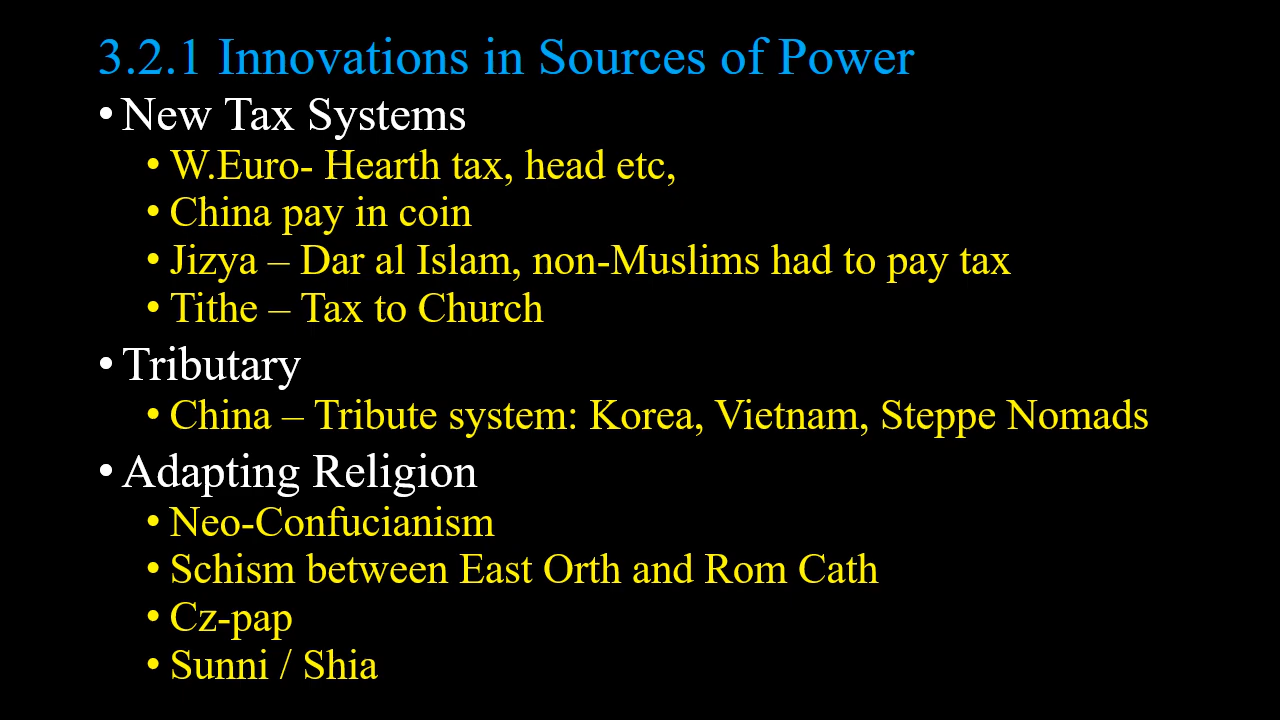 3.2.1 Innovations in Sources of Power
• New Tax Systems
• W.Euro- Hearth tax, head etc,
• China pay in coin
• Jizya – Dar al Islam, non-Muslims had to pay tax
• Tithe – Tax to Church
• Tributary
• China – Tribute system: Korea, Vietnam, Steppe Nomads
• Adapting Religion
• Neo-Confucianism
• Schism between East Orth and Rom Cath
• Cz-pap
• Sunni / Shia